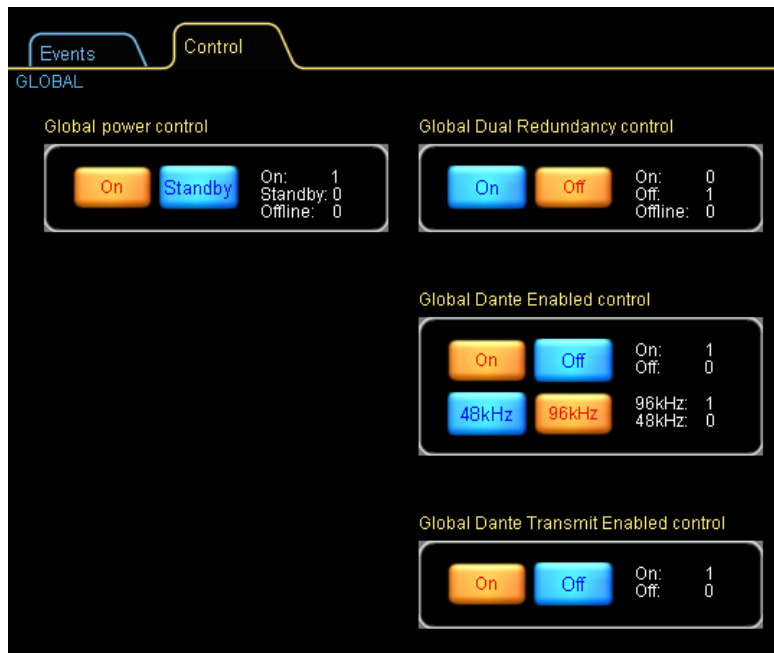 Events
Control
GLOBAL
Global power control
On
Standby
On: 1
Standby: 0
Offline: 0
Global Dual Redundancy control
On
Off
On: 0
Off: 1
Offline: 0
Global Dante Enabled control
On
Off
On: 1
Off: 0
48kHz
96kHz
96kHz: 1
48kHz: 0
Global Dante Transmit Enabled control
On
Off
On: 1
Off: 0